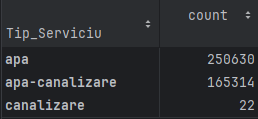 count
Tip_Serviciu
apa 250630
apa-canalizare 165314
canalizare 22